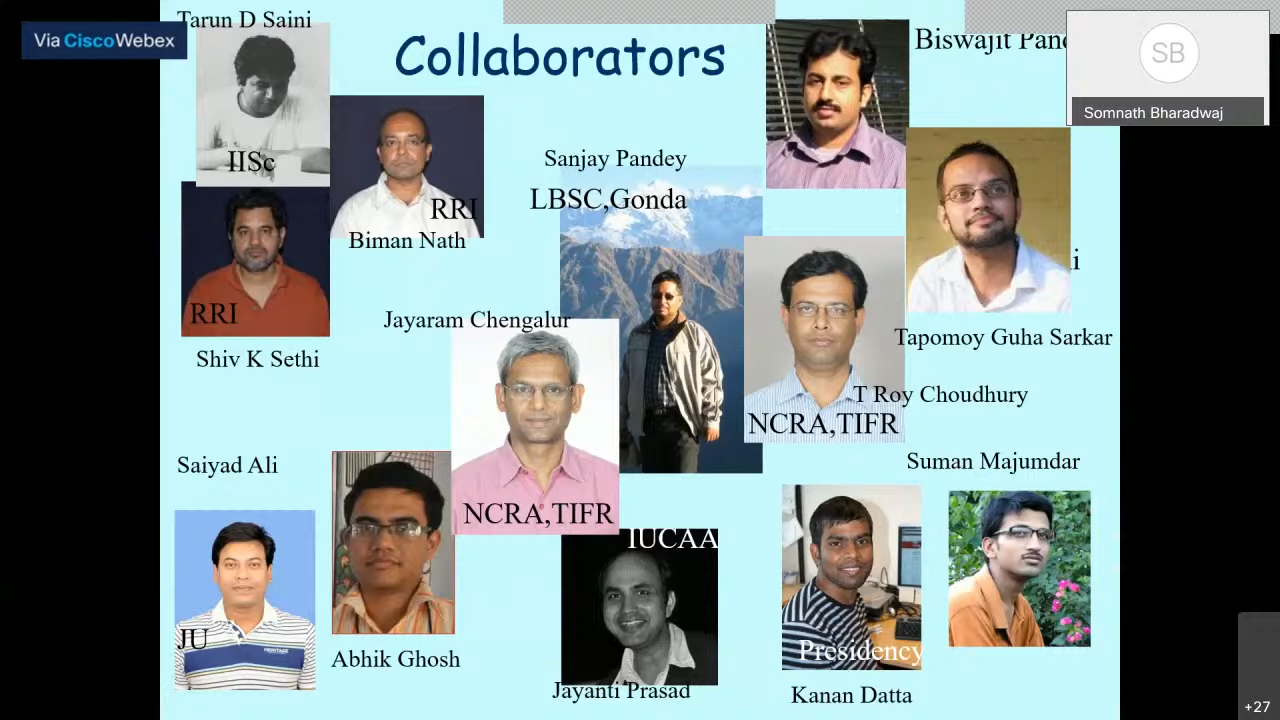 Tarun D Saini
Via CiscoWebex
Collaborators
Biswajit
SB
Somnath Bharadwaj
IISc
Sanjay Pandey
LBSC,Gonda
RRI
Biman Nath
RRI
Jayaram Chengalur
Shiv K Sethi
Tapomoy Guha Sarkar
T Roy Choudhury
NCRA,TIFR
Saiyad Ali
Suman Majumdar
NCRA,TIFR
IUCAA
JU
HERITAGE
Presidency
Abhik Ghosh
Jayanti Prasad
Kanan Datta
+27